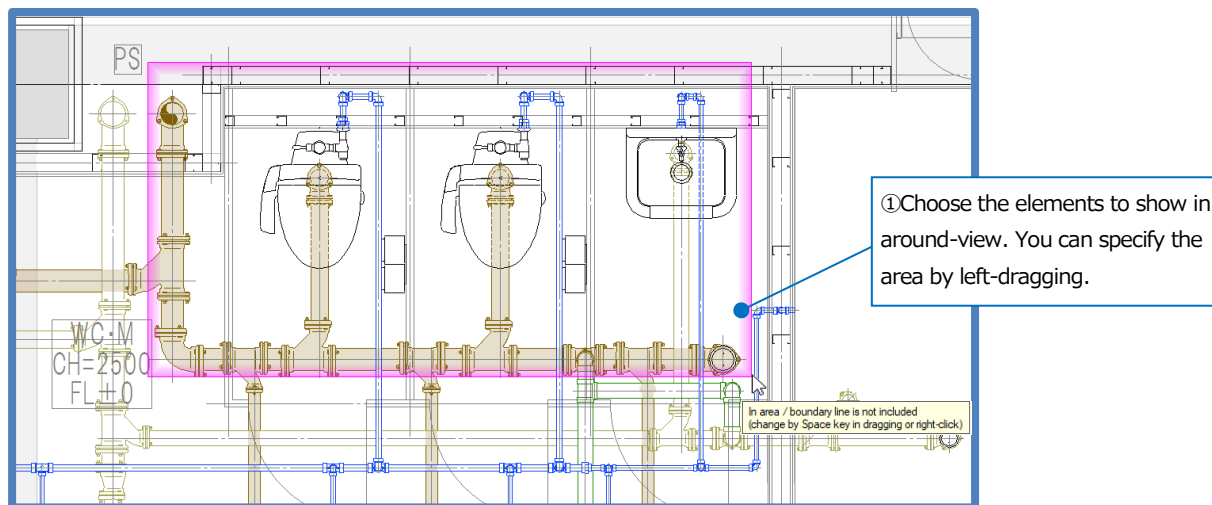 PS
①Choose the elements to show in
around-view. You can specify the
area by left-dragging.
WC·M
CH=2500
FL±0
In area / boundary line is not included
(change by Space key in dragging or right-click)